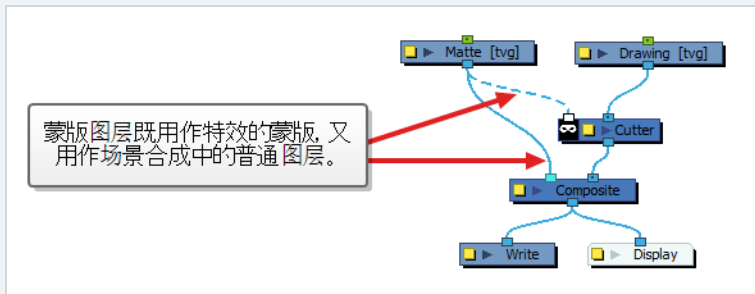 Matte [tvg]
Drawing [tvg]
蒙版图层既用作特效的蒙版, 又
用作场景合成中的普通图层。
Cutter
Composite
Write
Display